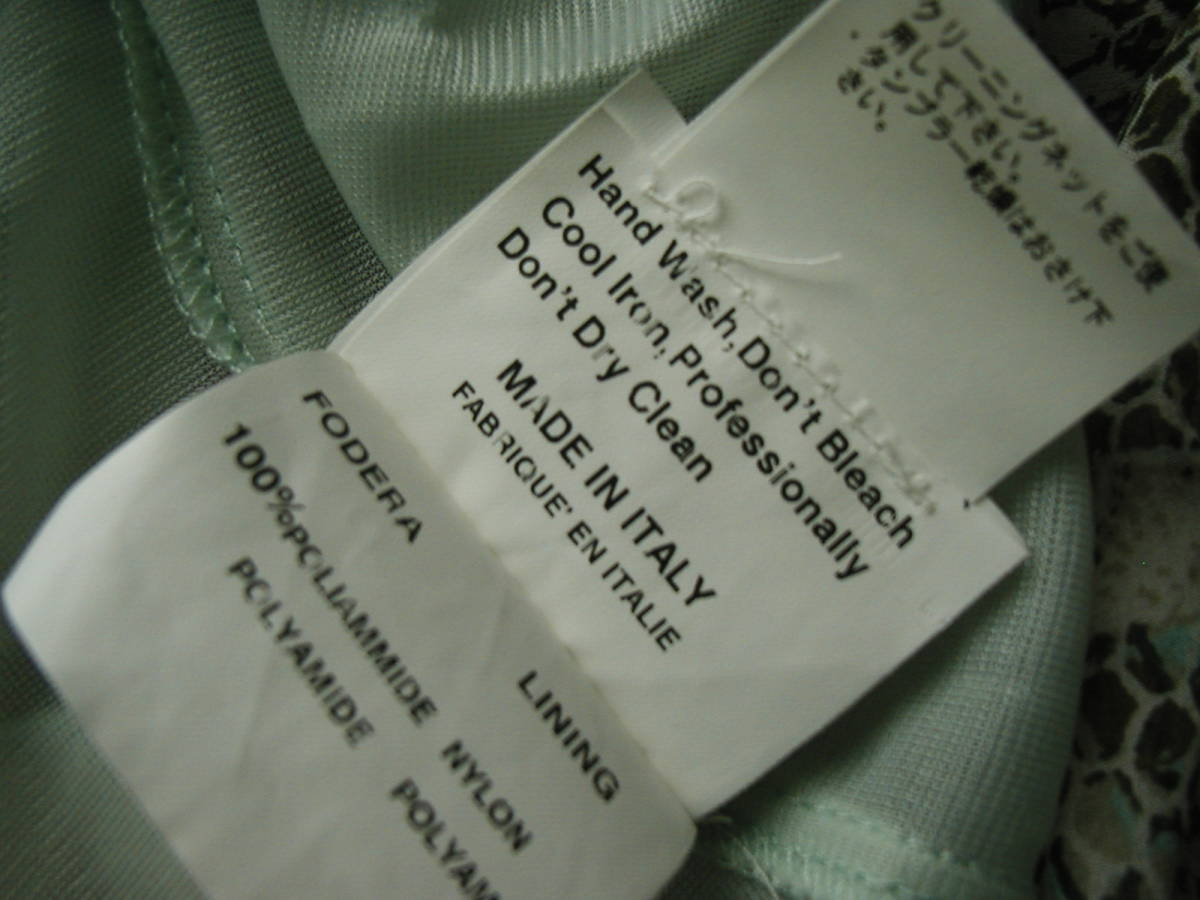 クリーニングネットをご使
用して下さい。
・タンブラー乾燥はおさけ下
さい。
Hand Wash, Don't Bleach
Cool Iron, Professionally
Don't Dry Clean
MADE IN ITALY
FABRIQUE' EN ITALIE
FODERA LINING
100%POLIAMMIDE NYLON
POLYAMIDE POLYAM